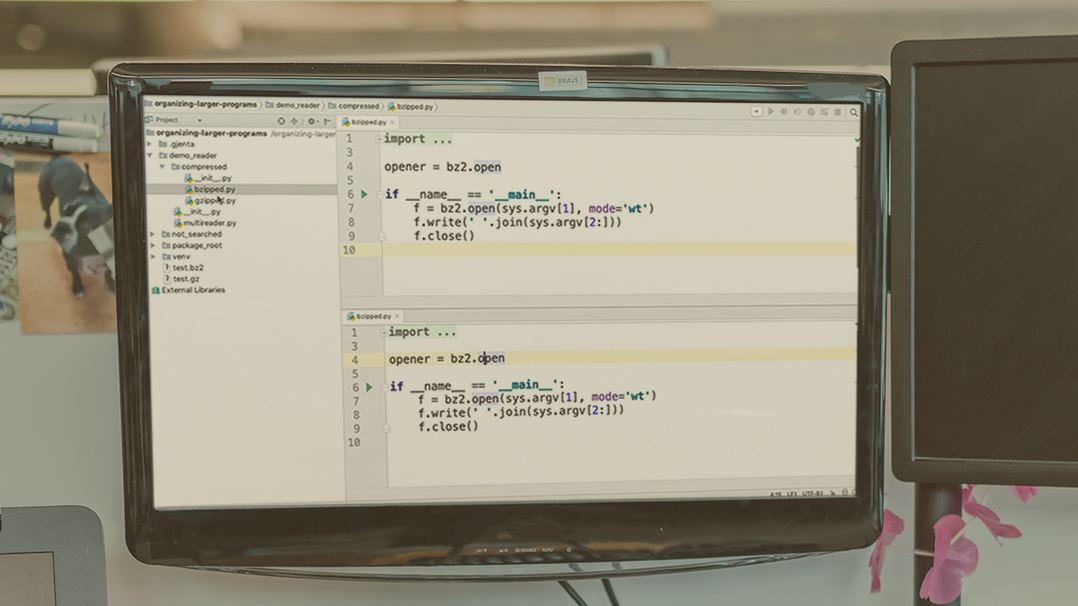 BRAVE
organizing-larger-programs demo_reader compressed bzipped.py
Project
organizing-larger-programs /organizing-larger
.gjenta
demo_reader
compressed
__init__.py
bzipped.py
gzipped.py
__init__.py
multireader.py
not_searched
package_root
venv
test.bz2
test.gz
External Libraries
bzipped.py
1 import ...
3
4 opener = bz2.open
5
6 if __name__ == '__main__':
7 f = bz2.open(sys.argv[1], mode='wt')
8 f.write(' '.join(sys.argv[2:]))
9 f.close()
10
bzipped.py
1 import ...
3
4 opener = bz2.open
5
6 if __name__ == '__main__':
7 f = bz2.open(sys.argv[1], mode='wt')
8 f.write(' '.join(sys.argv[2:]))
9 f.close()
10
4:15 UTF-8
AUTO